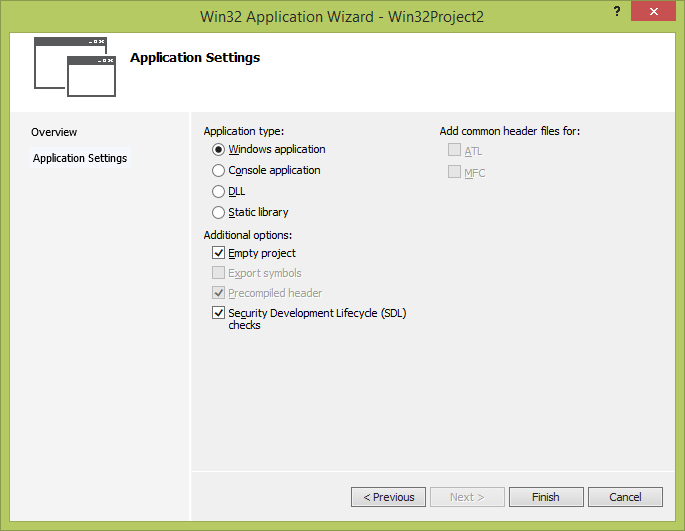 Win32 Application Wizard - Win32Project2
?
Application Settings
Overview
Application Settings
Application type:
Windows application
Console application
DLL
Static library
Additional options:
Empty project
Export symbols
Precompiled header
Security Development Lifecycle (SDL)
checks
Add common header files for:
ATL
MFC
< Previous
Next >
Finish
Cancel